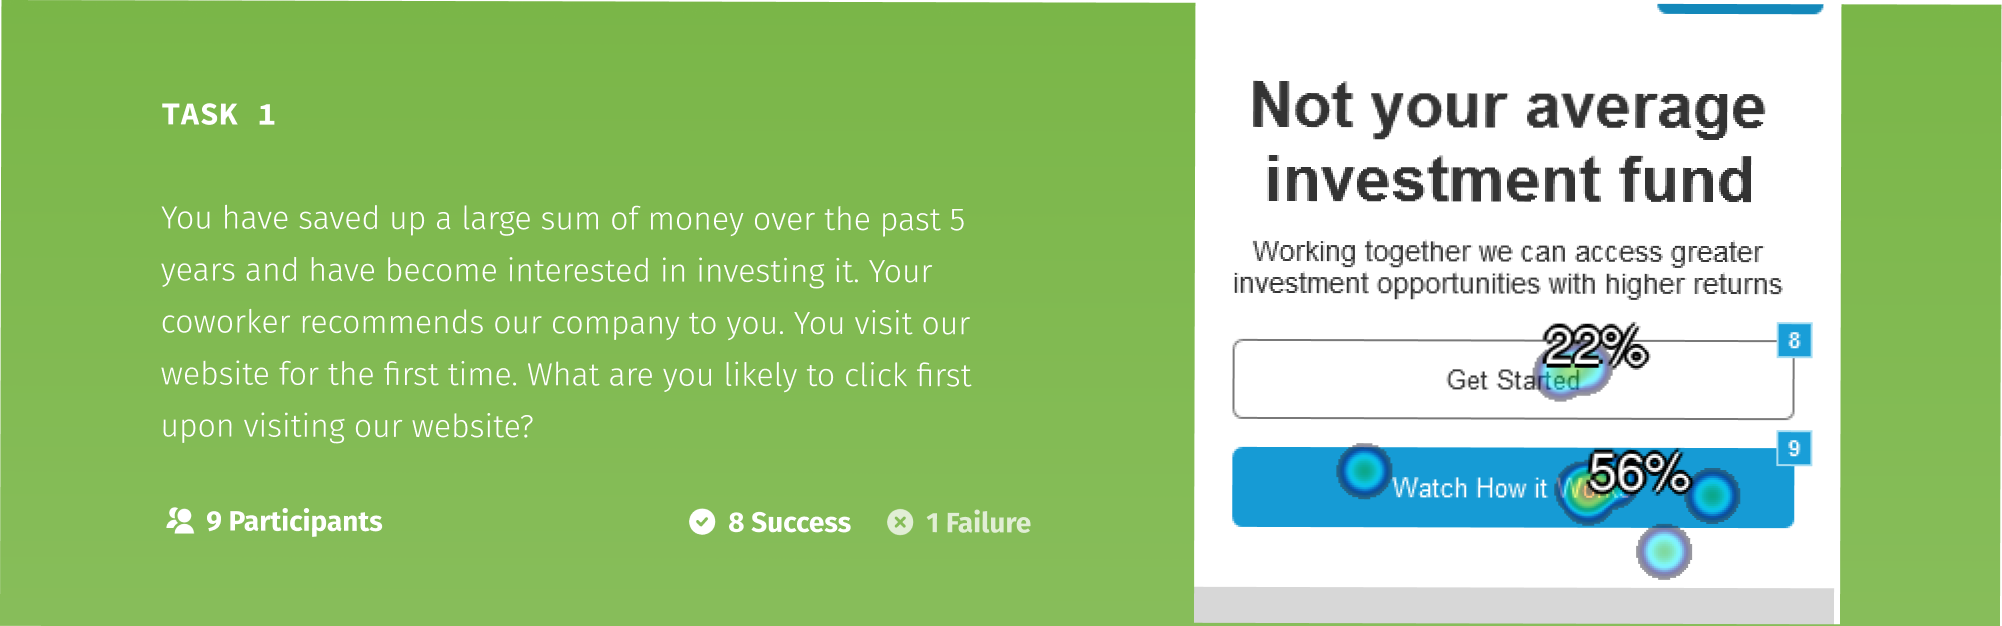 TASK 1
You have saved up a large sum of money over the past 5
years and have become interested in investing it. Your
coworker recommends our company to you. You visit our
website for the first time. What are you likely to click first
upon visiting our website?
9 Participants
8 Success
1 Failure
Not your average
investment fund
Working together we can access greater
investment opportunities with higher returns
8
22%
Get Started
9
56%
Watch How it Works